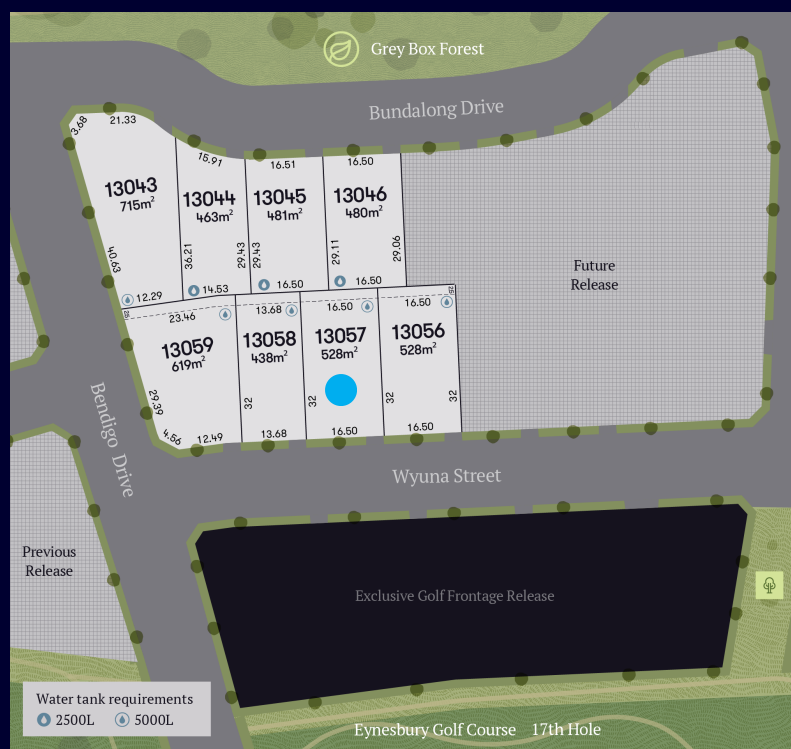 Grey Box Forest
Bundalong Drive
3.68
21.33
15.91
16.51
16.50
13043
715m²
13044
463m²
13045
481m²
13046
480m²
40.63
36.21
29.43
29.43
29.11
29.06
12.29
14.53
16.50
16.50
Future
Release
23.46
13.68
16.50
16.50
13059
619m²
13058
438m²
13057
528m²
13056
528m²
29.39
32
32
32
32
4.56
12.49
13.68
16.50
16.50
Bendigo Drive
Wyuna Street
Previous
Release
Exclusive Golf Frontage Release
Water tank requirements
2500L
5000L
Eynesbury Golf Course 17th Hole